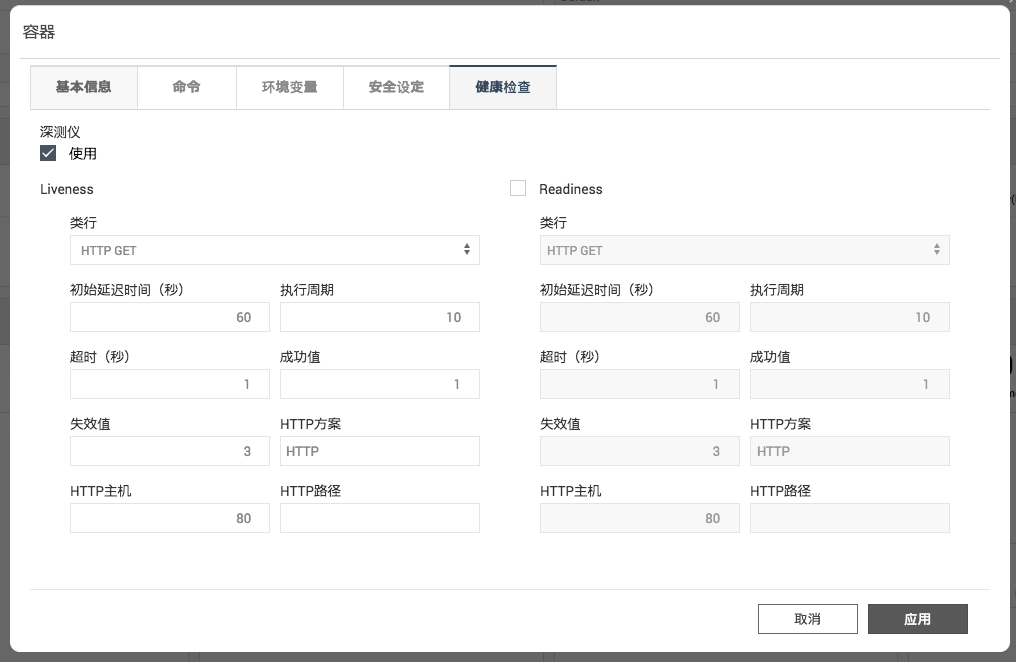 容器
基本信息 命令 环境变量 安全设定 健康检查
深测仪
使用
Liveness Readiness
类行 类行
HTTP GET HTTP GET
初始延迟时间（秒） 执行周期 初始延迟时间（秒） 执行周期
60 10 60 10
超时（秒） 成功值 超时（秒） 成功值
1 1 1 1
失效值 HTTP方案 失效值 HTTP方案
3 HTTP 3 HTTP
HTTP主机 HTTP路径 HTTP主机 HTTP路径
80 80
取消 应用